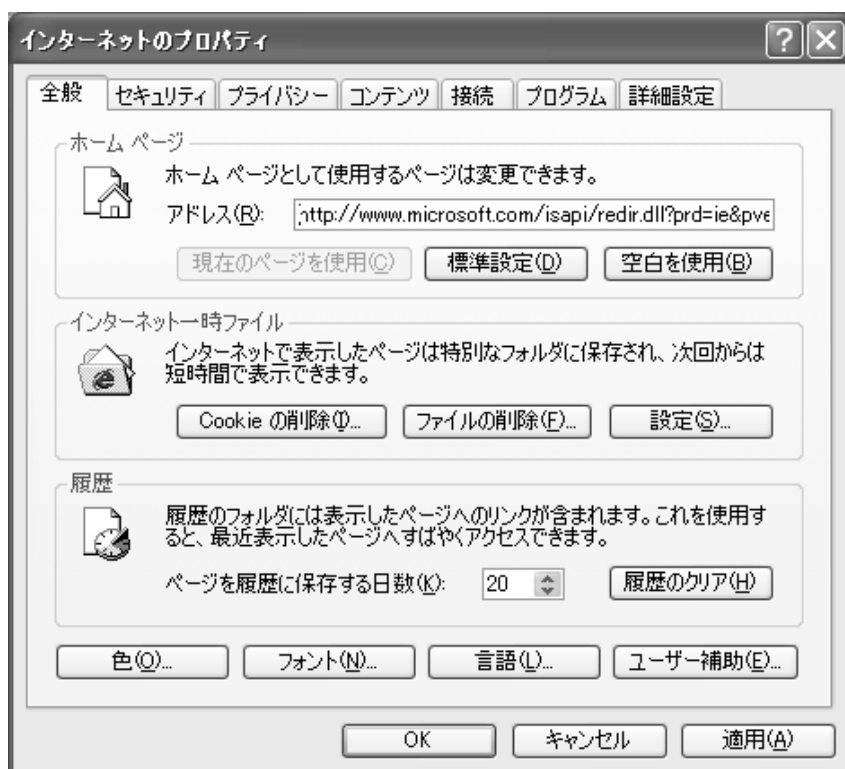 インターネットのプロパティ
全般 セキュリティ プライバシー コンテンツ 接続 プログラム 詳細設定
ホーム ページ
ホーム ページとして使用するページは変更できます。
アドレス(R): http://www.microsoft.com/isapi/redir.dll?prd=ie&pve
現在のページを使用(C) 標準設定(D) 空白を使用(B)
インターネット一時ファイル
インターネットで表示したページは特別なフォルダに保存され、次回からは
短時間で表示できます。
Cookie の削除(I)... ファイルの削除(F)... 設定(S)...
履歴
履歴のフォルダには表示したページへのリンクが含まれます。これを使用す
ると、最近表示したページへすばやくアクセスできます。
ページを履歴に保存する日数(K): 20 履歴のクリア(H)
色(O)... フォント(N)... 言語(L)... ユーザー補助(E)...
OK キャンセル 適用(A)